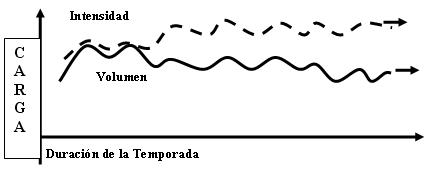 Intensidad
C
A
R
G
A
Volumen
Duración de la Temporada